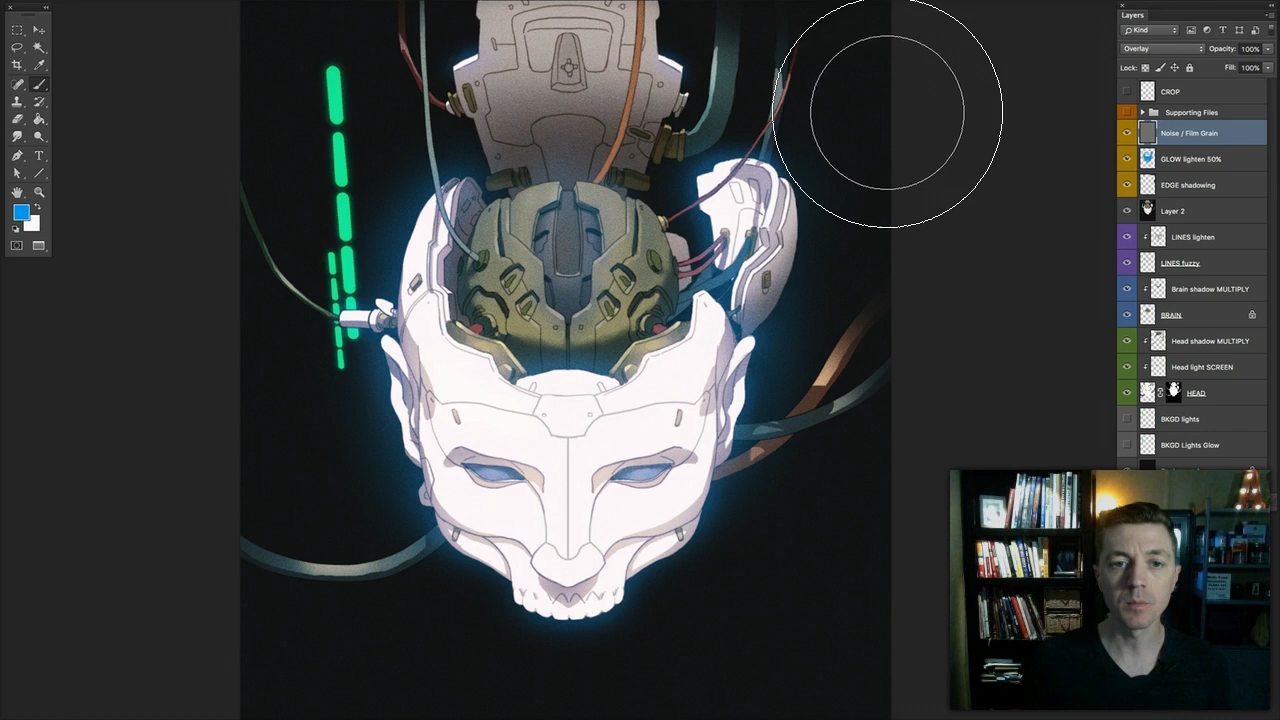 Layers
Kind
Overlay
Opacity: 100%
Lock:
Fill: 100%
CROP
Supporting Files
Noise / Film Grain
GLOW lighten 50%
EDGE shadowing
Layer 2
LINES lighten
LINES fuzzy
Brain shadow MULTIPLY
BRAIN
Head shadow MULTIPLY
Head light SCREEN
HEAD
BKGD lights
BKGD Lights Glow